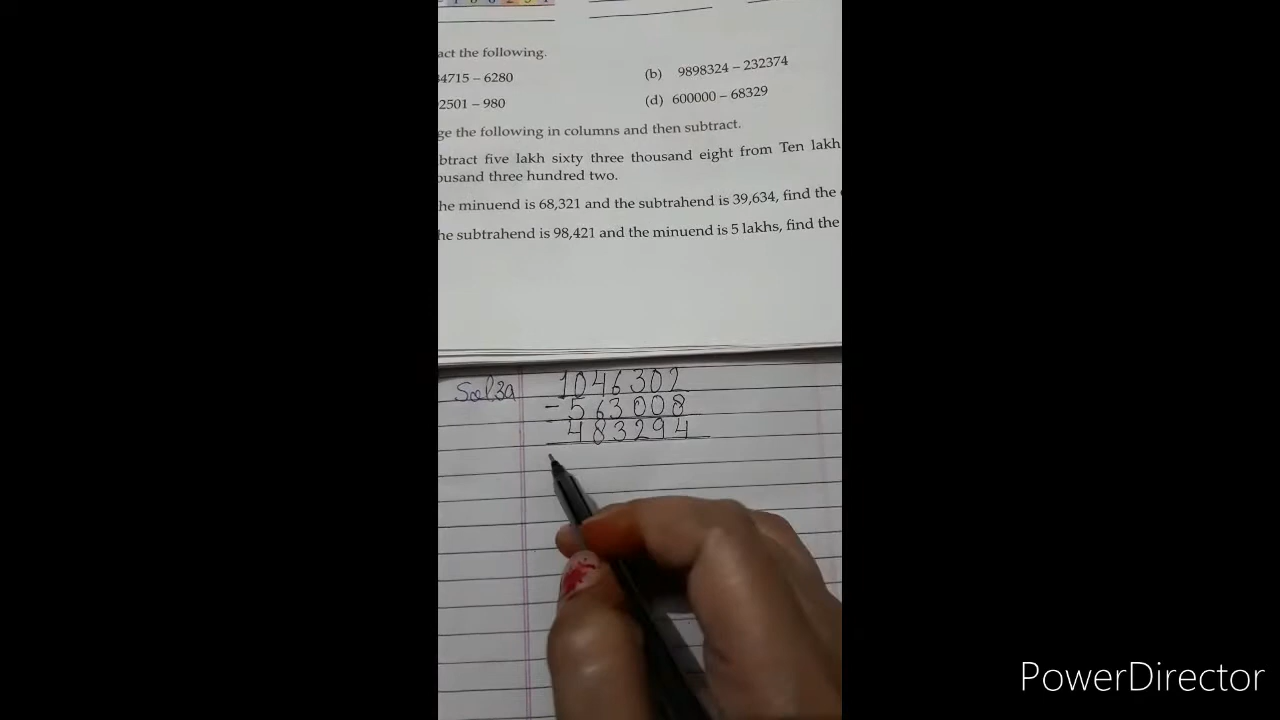 act the following.
4715 – 6280
(b) 9898324 – 232374
2501 – 980
(d) 600000 – 68329
ge the following in columns and then subtract.
btract five lakh sixty three thousand eight from Ten lakh
ousand three hundred two.
he minuend is 68,321 and the subtrahend is 39,634, find the
he subtrahend is 98,421 and the minuend is 5 lakhs, find the
Sol3a 1046302
– 563008
483294
PowerDirector